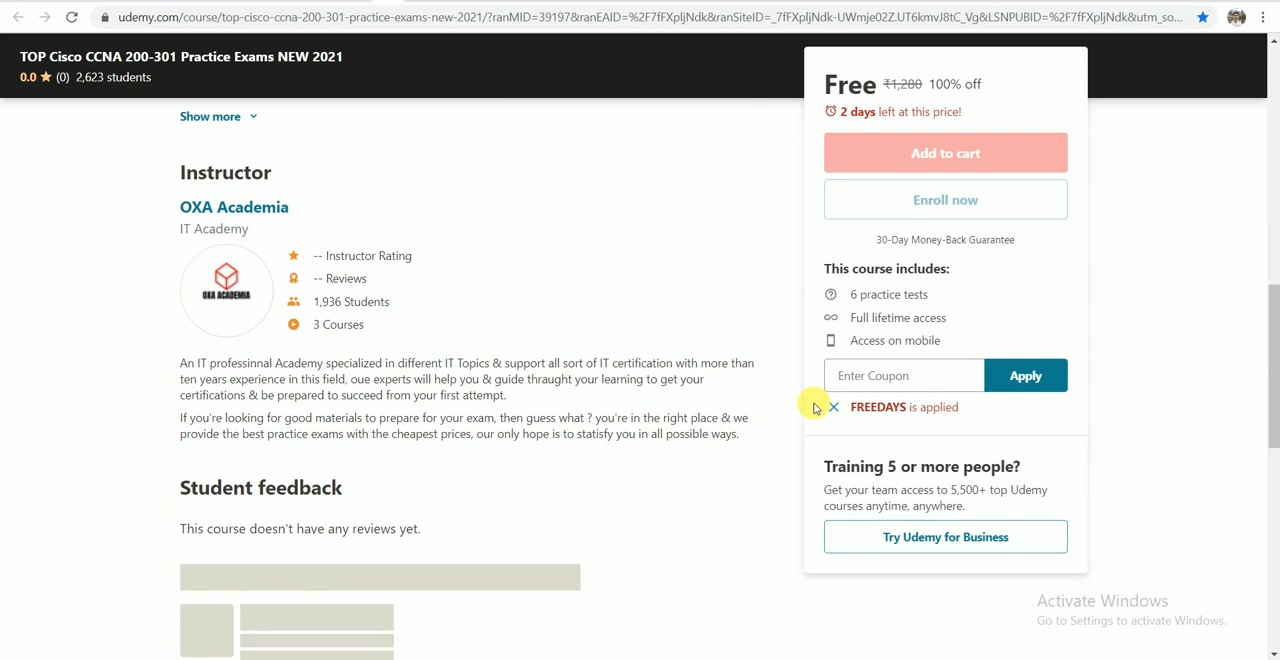 udemy.com/course/top-cisco-ccna-200-301-practice-exams-new-2021/?ranMID=39197&ranEAID=%2F7fFXpljNdk&ranSiteID=_7fFXpljNdk-UWmje02Z.UT6kmvJ8tC_Vg&LSNPUBID=%2F7fFXpljNdk&utm_so...
TOP Cisco CCNA 200-301 Practice Exams NEW 2021
0.0 ★ (0) 2,623 students
Free ₹1,280 100% off
2 days left at this price!
Add to cart
Enroll now
30-Day Money-Back Guarantee
This course includes:
6 practice tests
Full lifetime access
Access on mobile
Enter Coupon Apply
FREEDAYS is applied
Training 5 or more people?
Get your team access to 5,500+ top Udemy
courses anytime, anywhere.
Try Udemy for Business
Show more
Instructor
OXA Academia
IT Academy
OXA ACADEMIA
-- Instructor Rating
-- Reviews
1,936 Students
3 Courses
An IT professinnal Academy specialized in different IT Topics & support all sort of IT certification with more than
ten years experience in this field, oue experts will help you & guide throught your learning to get your
certifications & be prepared to succeed from your first attempt.
If you're looking for good materials to prepare for your exam, then guess what ? you're in the right place & we
provide the best practice exams with the cheapest prices, our only hope is to statisfy you in all possible ways.
Student feedback
This course doesn't have any reviews yet.
Activate Windows
Go to Settings to activate Windows.